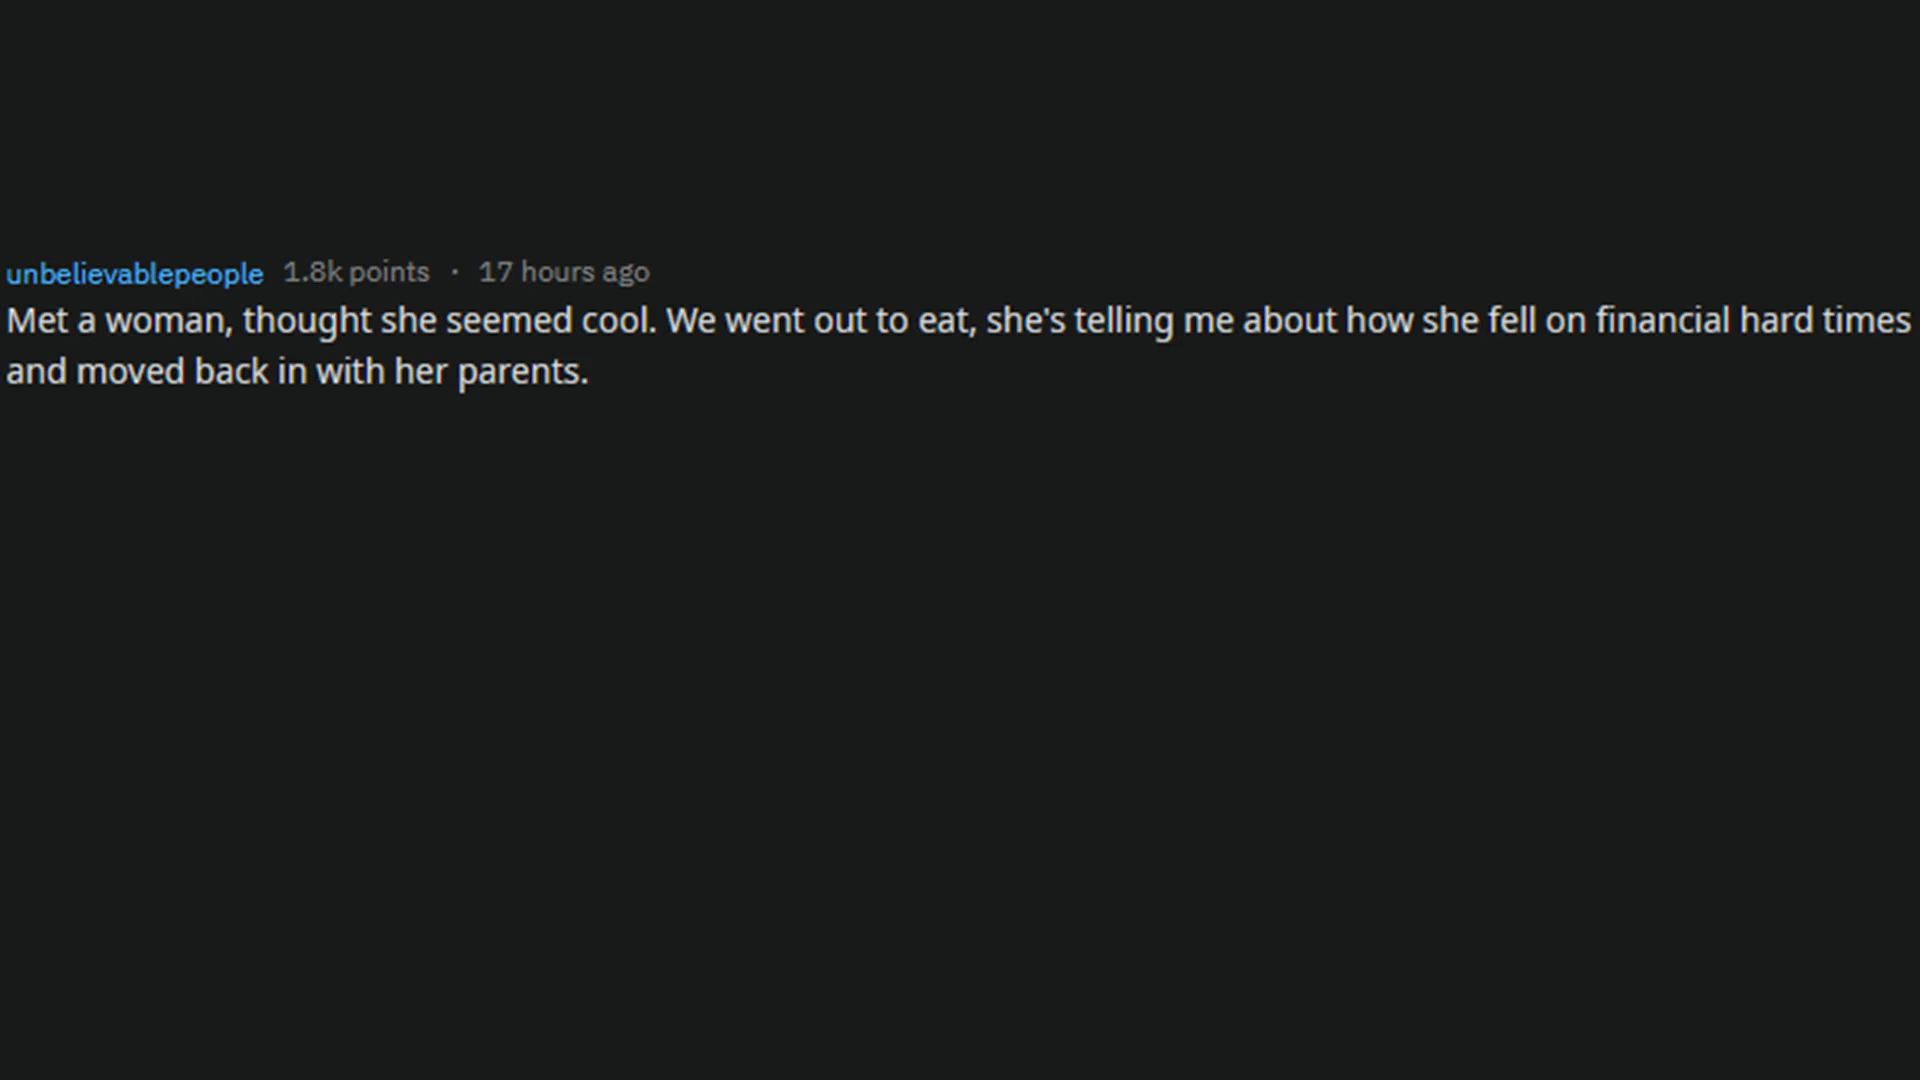 unbelievablepeople 1.8k points · 17 hours ago
Met a woman, thought she seemed cool. We went out to eat, she's telling me about how she fell on financial hard times
and moved back in with her parents.